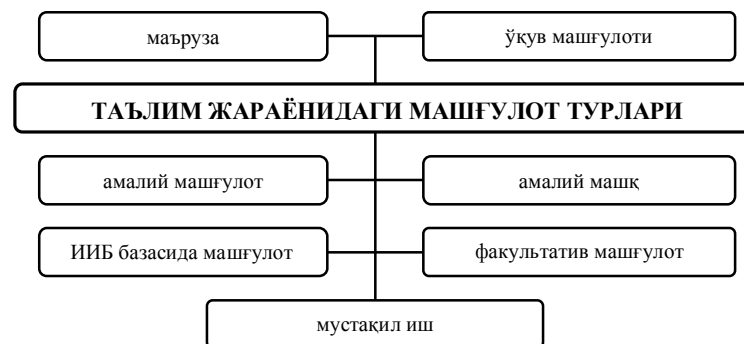 маъруза
ўқув машғулоти
ТАЪЛИМ ЖАРАЁНИДАГИ МАШҒУЛОТ ТУРЛАРИ
амалий машғулот
амалий машқ
ИИБ базасида машғулот
факультатив машғулот
мустақил иш